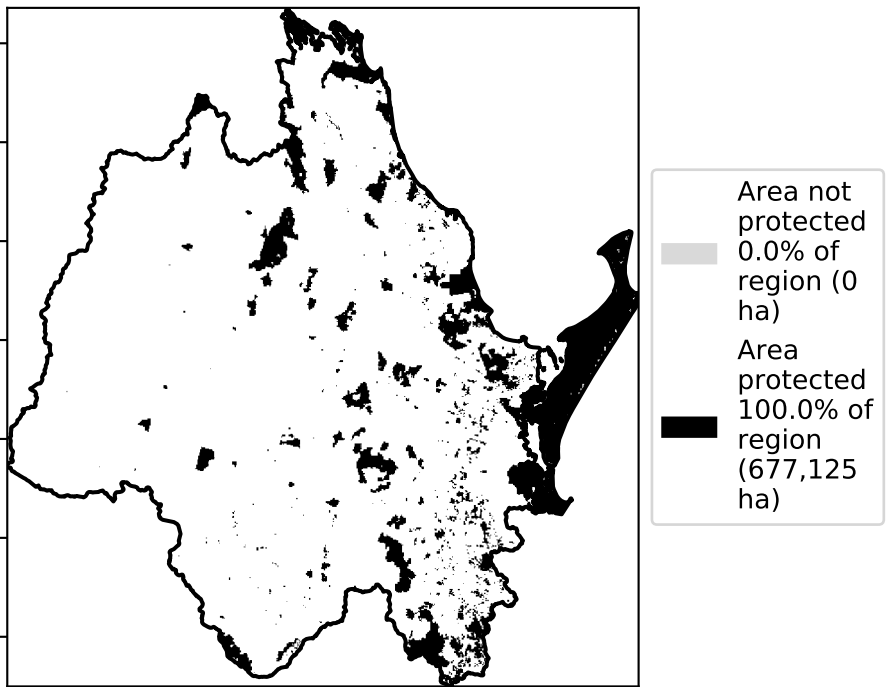 Area not
protected
0.0% of
region (0
ha)
Area
protected
100.0% of
region
(677,125
ha)